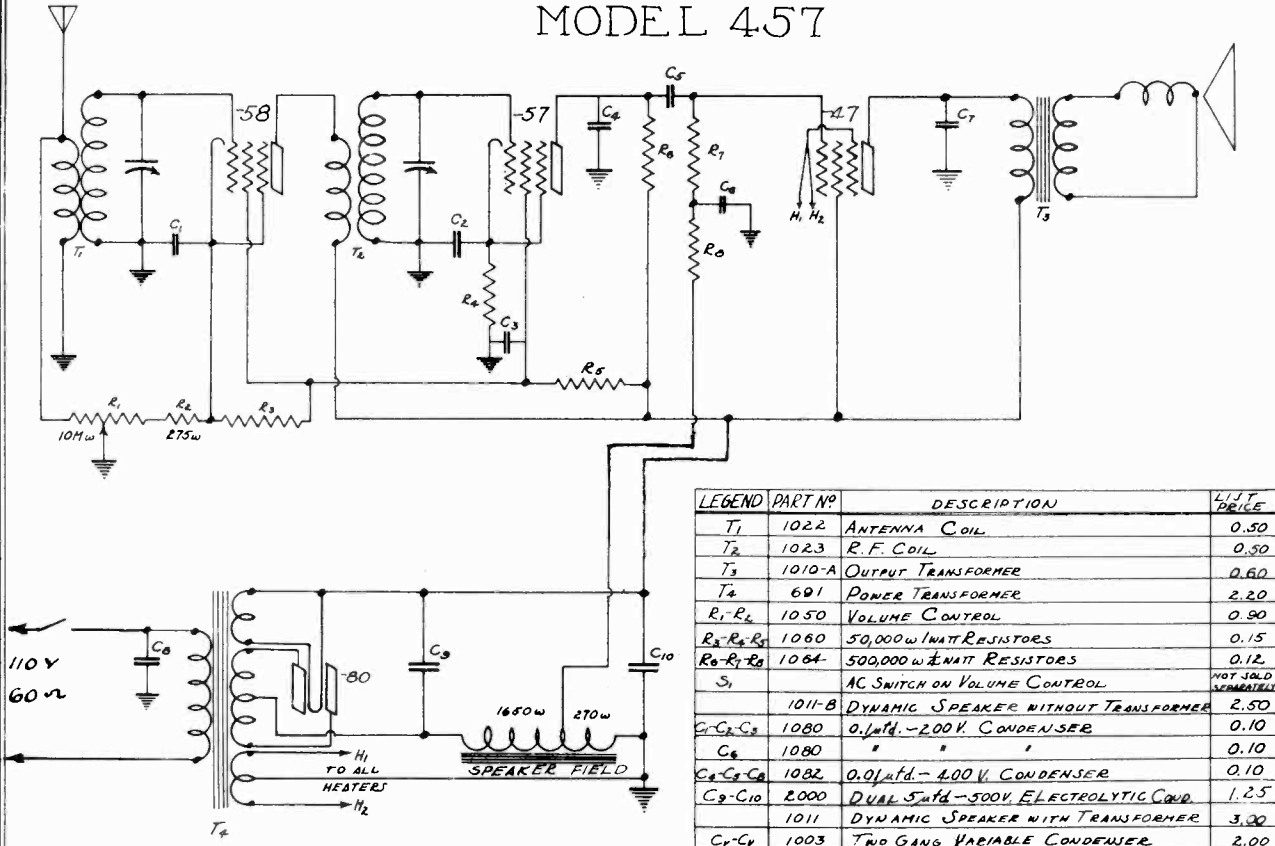 MODEL 457
-58
-57
-47
C5
C4
C7
R6
R7
C6
H1 H2
T1
C1
T2
C2
T3
R8
R4
C3
R5
R1
R2
R3
10Mω
275ω
110 V
60 ~
C8
-80
C9
C10
1650ω
270ω
SPEAKER FIELD
H1
TO ALL
HEATERS
H2
T4
LEGEND PART Nº DESCRIPTION LIST PRICE
T1 1022 ANTENNA COIL 0.50
T2 1023 R.F. COIL 0.50
T3 1010-A OUTPUT TRANSFORMER 0.60
T4 691 POWER TRANSFORMER 2.20
R1-R2 1050 VOLUME CONTROL 0.90
R3-R4-R5 1060 50,000ω 1WATT RESISTORS 0.15
R6-R7-R8 1064 500,000ω WATT RESISTORS 0.12
S1 AC SWITCH ON VOLUME CONTROL NOT SOLD SEPARATELY
1011-B DYNAMIC SPEAKER WITHOUT TRANSFORMER 2.50
C1-C2-C3 1080 0.1µfd.-200V. CONDENSER 0.10
C6 1080 " " " 0.10
C4-C5-C8 1082 0.01µfd.-400V. CONDENSER 0.10
C9-C10 2000 DUAL 5µfd-500V. ELECTROLYTIC COND. 1.25
1011 DYNAMIC SPEAKER WITH TRANSFORMER 3.00
CV-CV 1003 TWO GANG VARIABLE CONDENSER 2.00